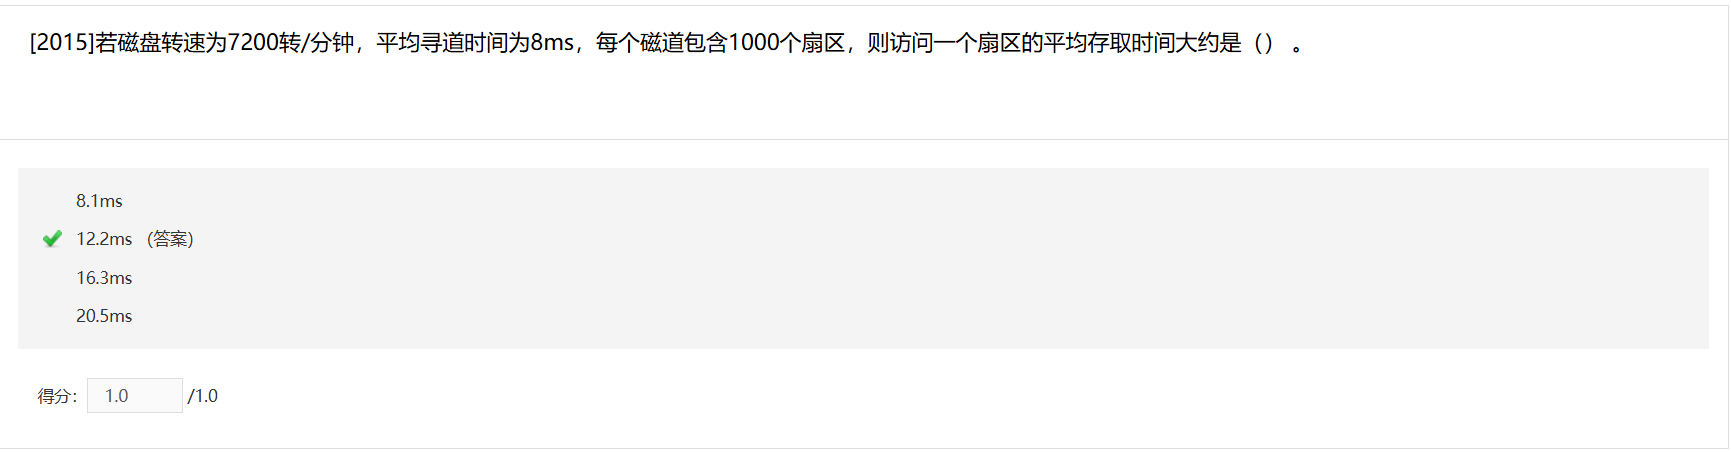 [2015]若磁盘转速为7200转/分钟，平均寻道时间为8ms，每个磁道包含1000个扇区，则访问一个扇区的平均存取时间大约是（） 。
8.1ms
12.2ms （答案）
16.3ms
20.5ms
得分： 1.0 /1.0